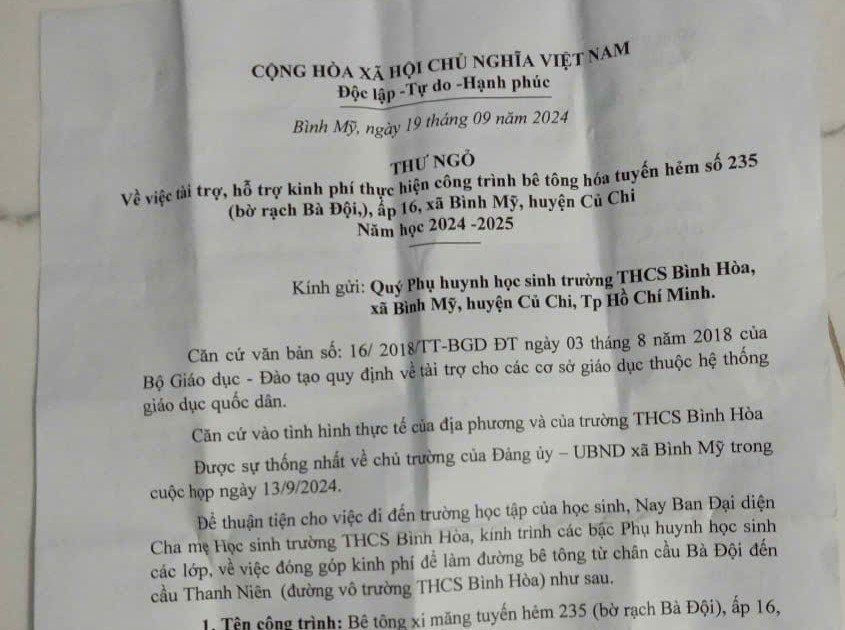 CỘNG HÒA XÃ HỘI CHỦ NGHĨA VIỆT NAM
Độc lập -Tự do -Hạnh phúc
Bình Mỹ, ngày 19 tháng 09 năm 2024
THƯ NGỎ
Về việc tài trợ, hỗ trợ kinh phí thực hiện công trình bê tông hóa tuyến hẻm số 235
(bờ rạch Bà Đội,), ấp 16, xã Bình Mỹ, huyện Củ Chi
Năm học 2024 -2025
Kính gửi: Quý Phụ huynh học sinh trường THCS Bình Hòa,
xã Bình Mỹ, huyện Củ Chi, Tp Hồ Chí Minh.
Căn cứ văn bản số: 16/ 2018/TT-BGD ĐT ngày 03 tháng 8 năm 2018 của
Bộ Giáo dục - Đào tạo quy định về tài trợ cho các cơ sở giáo dục thuộc hệ thống
giáo dục quốc dân.
Căn cứ vào tình hình thực tế của địa phương và của trường THCS Bình Hòa
Được sự thống nhất về chủ trường của Đảng ủy – UBND xã Bình Mỹ trong
cuộc họp ngày 13/9/2024.
Để thuận tiện cho việc đi đến trường học tập của học sinh, Nay Ban Đại diện
Cha mẹ Học sinh trường THCS Bình Hòa, kính trình các bậc Phụ huynh học sinh
các lớp, về việc đóng góp kinh phí để làm đường bê tông từ chân cầu Bà Đội đến
cầu Thanh Niên (đường vô trường THCS Bình Hòa) như sau.
1. Tên công trình: Bê tông xi măng tuyến hẻm 235 (bờ rạch Bà Đội), ấp 16,